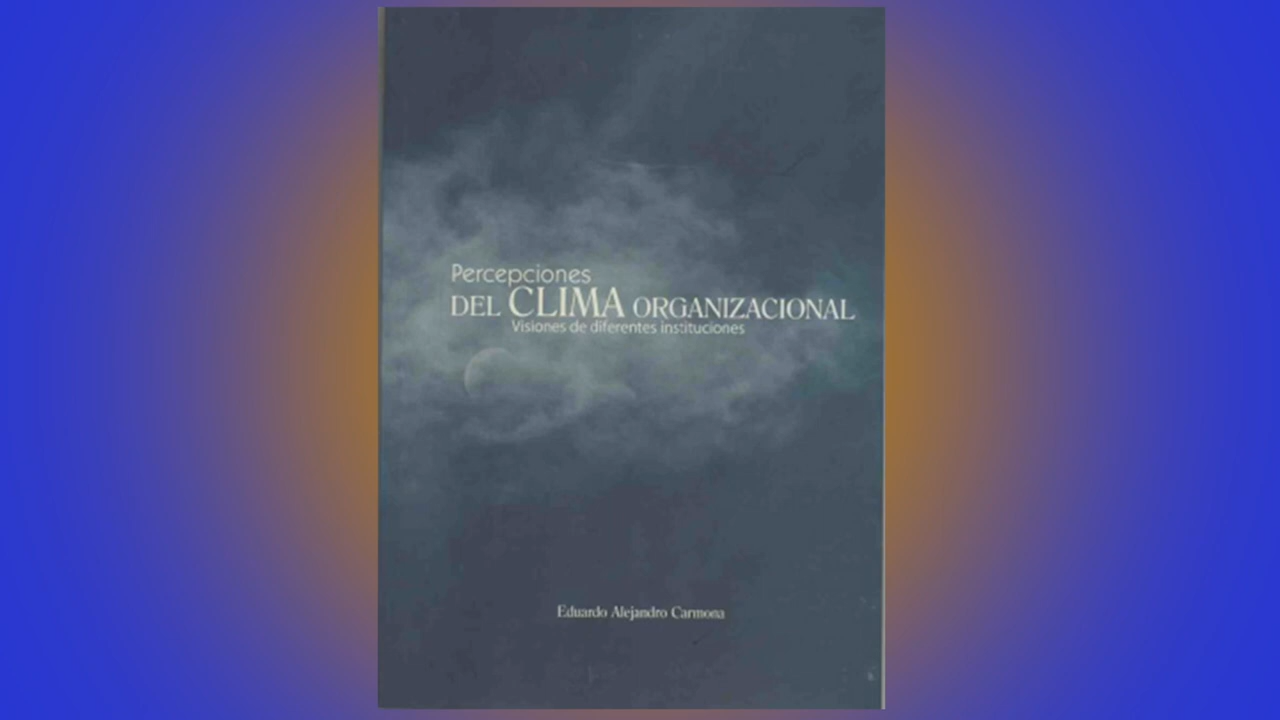 Percepciones
DEL CLIMA ORGANIZACIONAL
Visiones de diferentes instituciones
Eduardo Alejandro Carmona